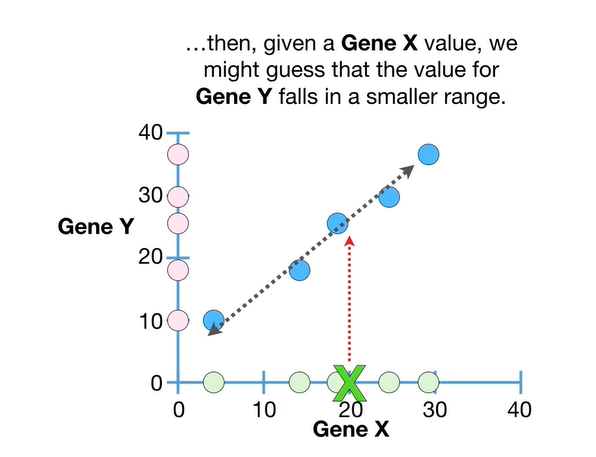 ...then, given a Gene X value, we
might guess that the value for
Gene Y falls in a smaller range.
40
30
Gene Y
20
10
0
X
0 10 20 30 40
Gene X